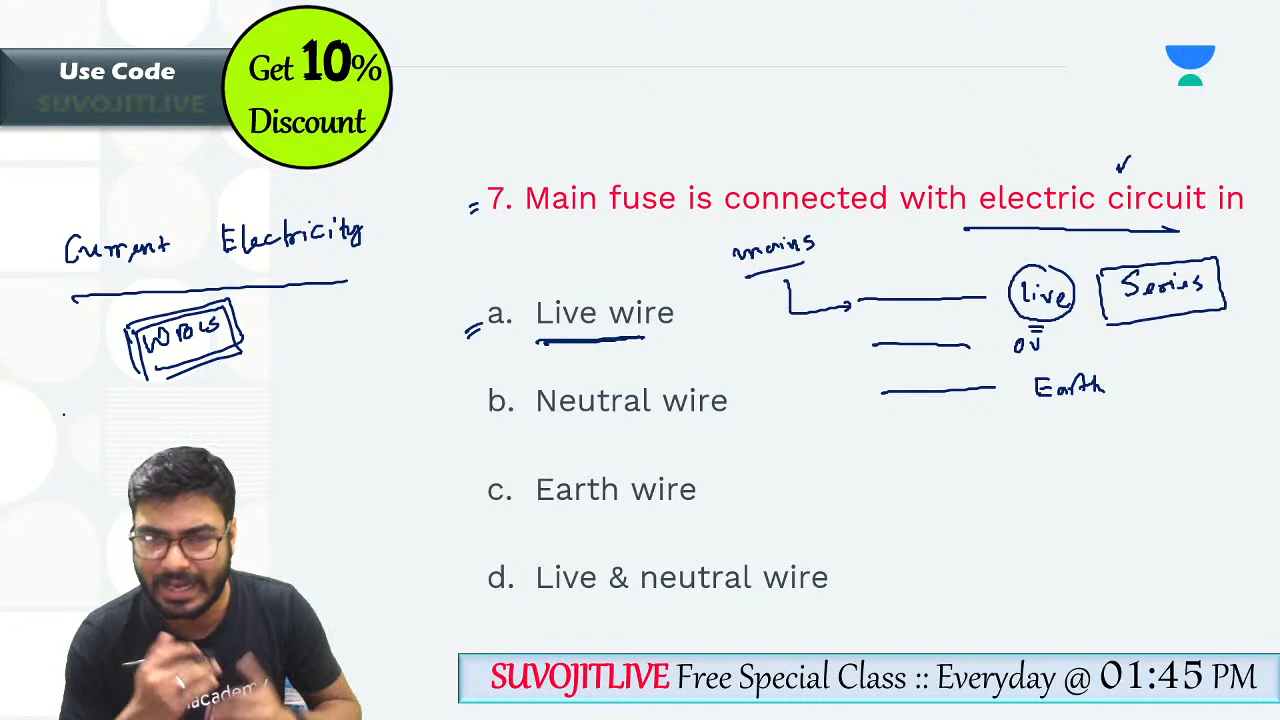 Use Code
SUVOJITLIVE
Get 10%
Discount
7. Main fuse is connected with electric circuit in
Current Electricity
mains
live
Series
a. Live wire
0V
Earth
b. Neutral wire
c. Earth wire
d. Live & neutral wire
SUVOJITLIVE Free Special Class :: Everyday @ 01:45 PM